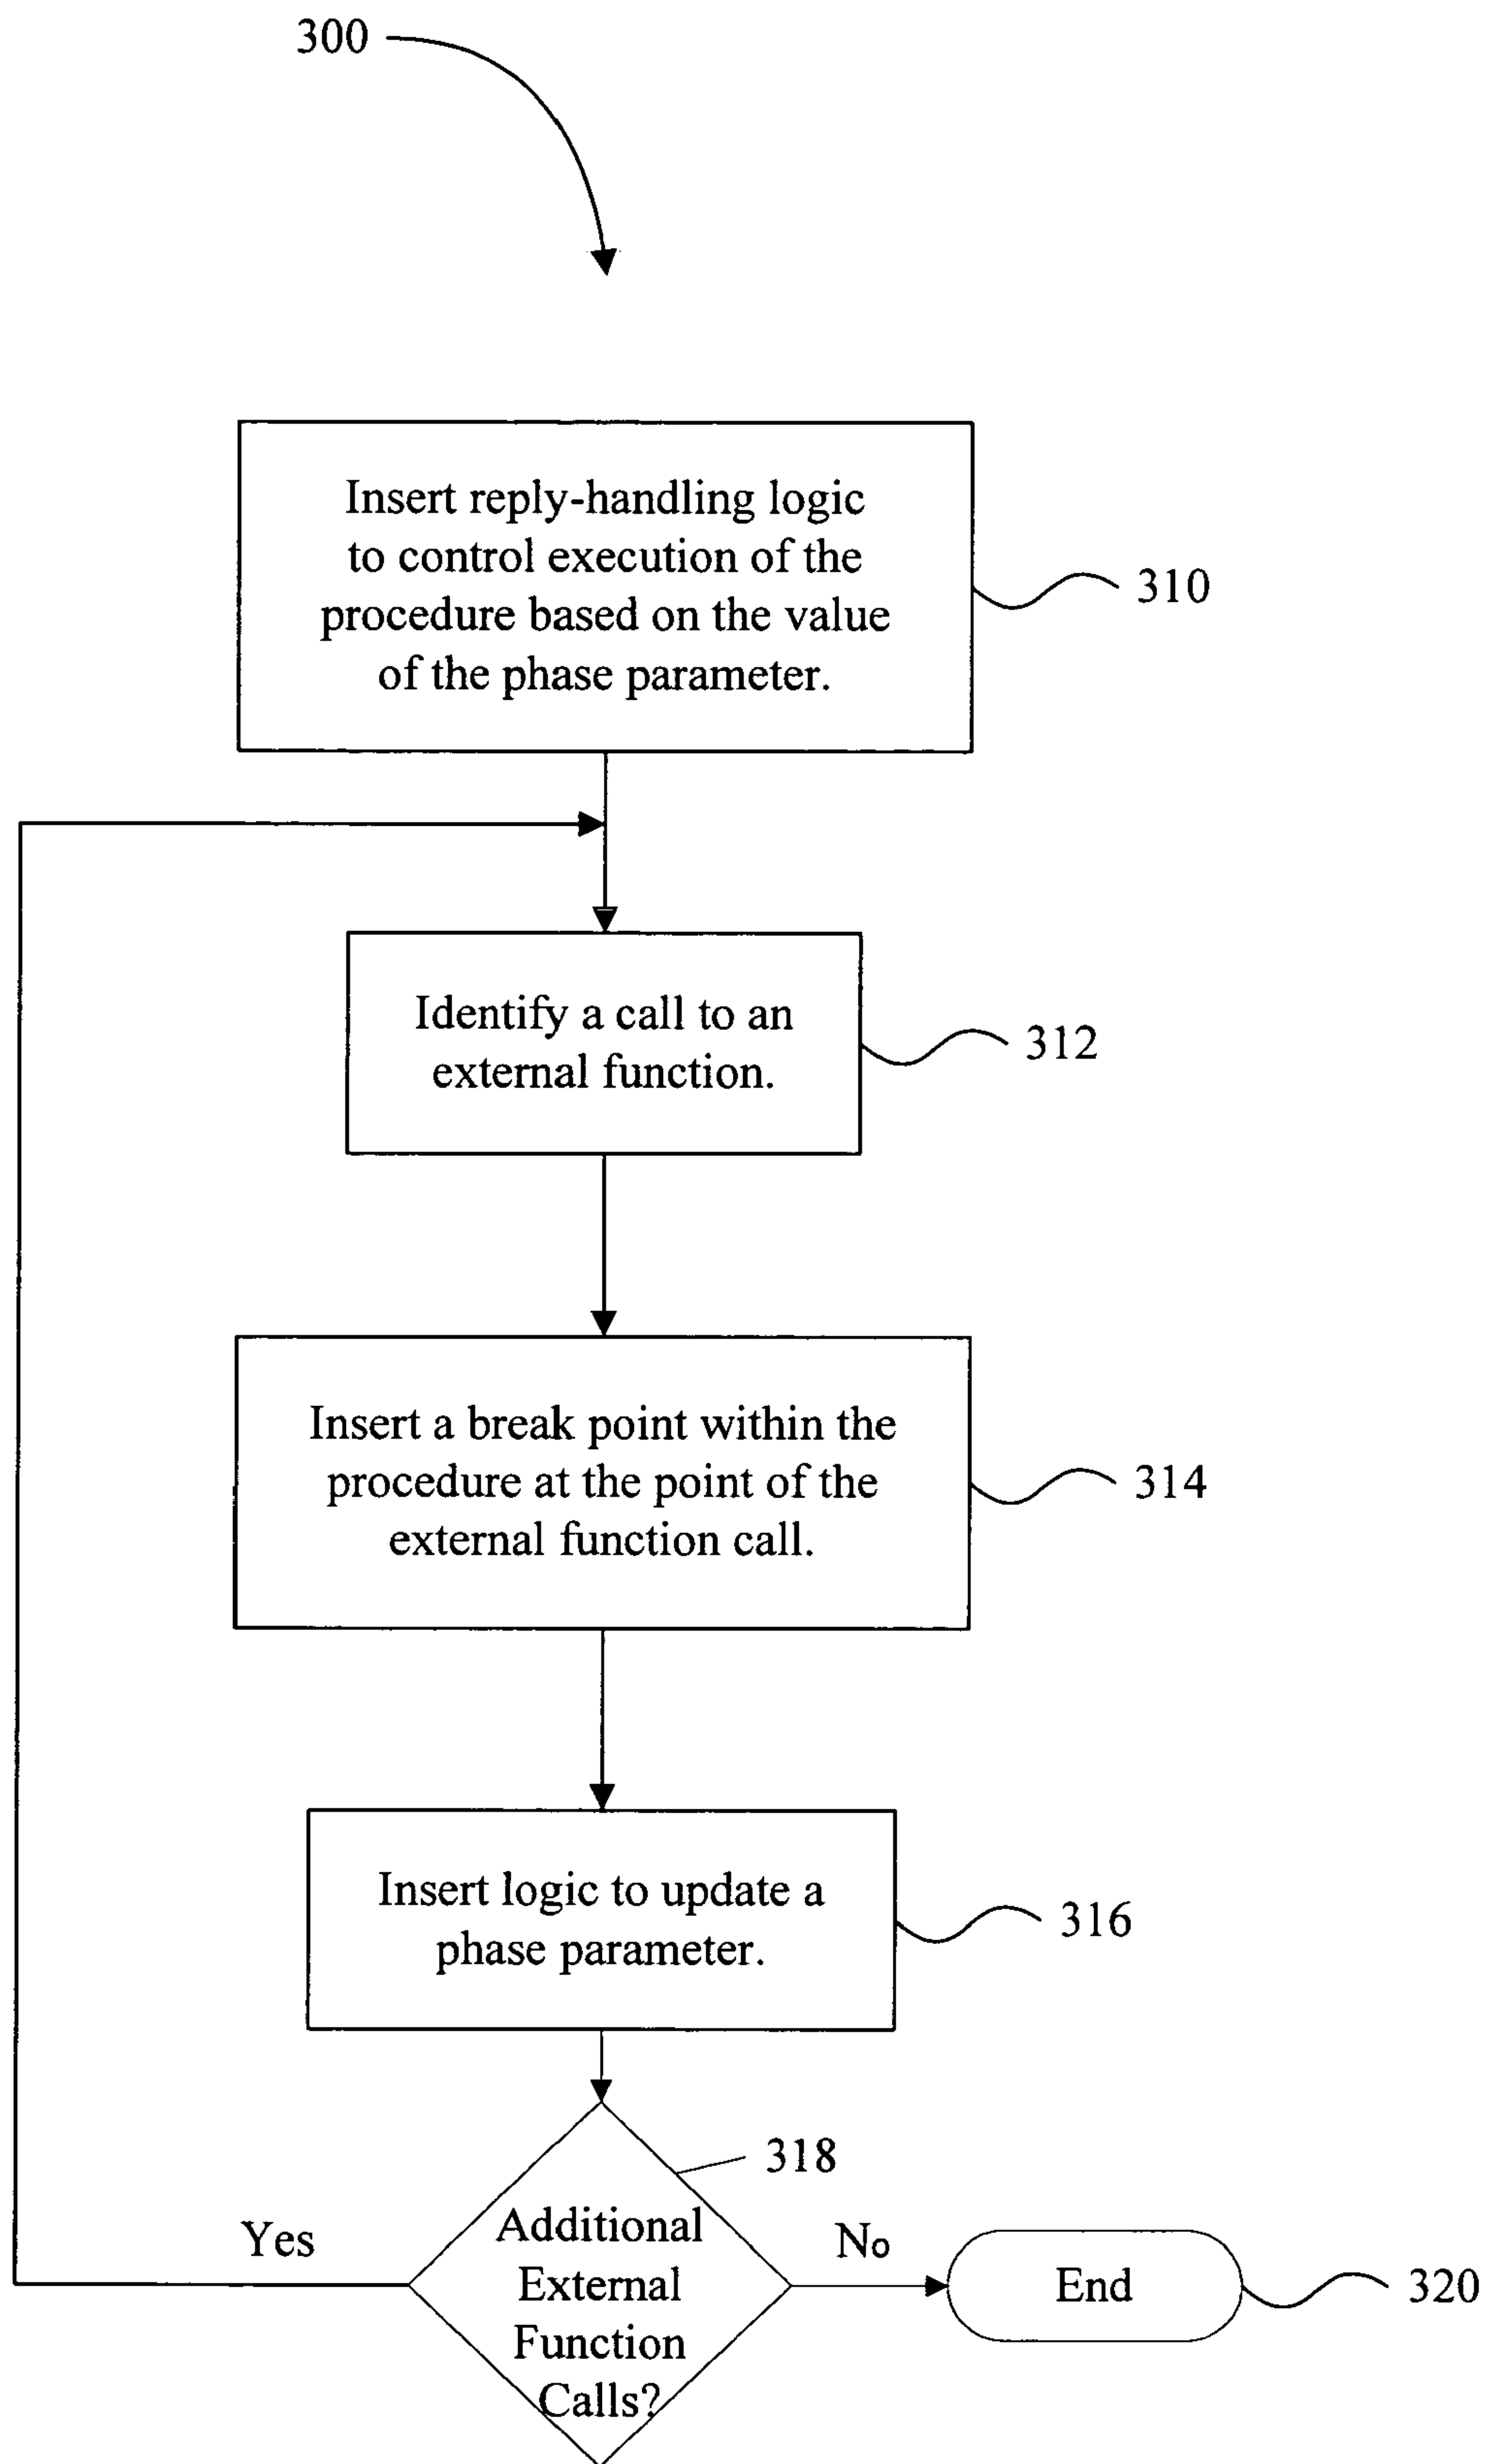 300
Insert reply-handling logic
to control execution of the
procedure based on the value
of the phase parameter.
310
Identify a call to an
external function.
312
Insert a break point within the
procedure at the point of the
external function call.
314
Insert logic to update a
phase parameter.
316
318
Additional
External
Function
Calls?
Yes
No
End
320